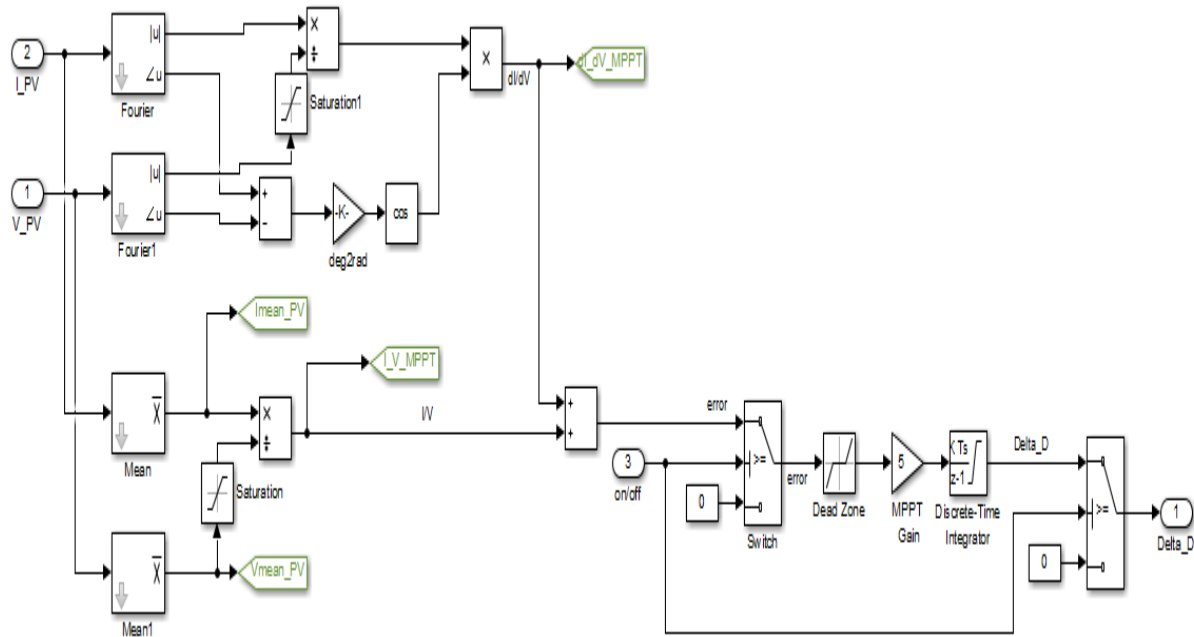 2
I_PV
|u|
∠u
Fourier
×
÷
Saturation1
×
dI/dV
dI_dV_MPPT
1
V_PV
|u|
∠u
Fourier1
+
−
-K-
deg2rad
cos
Imean_PV
I_V_MPPT
x
Mean
×
÷
I/V
Saturation
x
Mean1
Vmean_PV
+
+
error
3
on/off
0
>=
Switch
error
Dead Zone
5
MPPT
Gain
K Ts
z-1
Discrete-Time
Integrator
Delta_D
>=
0
1
Delta_D